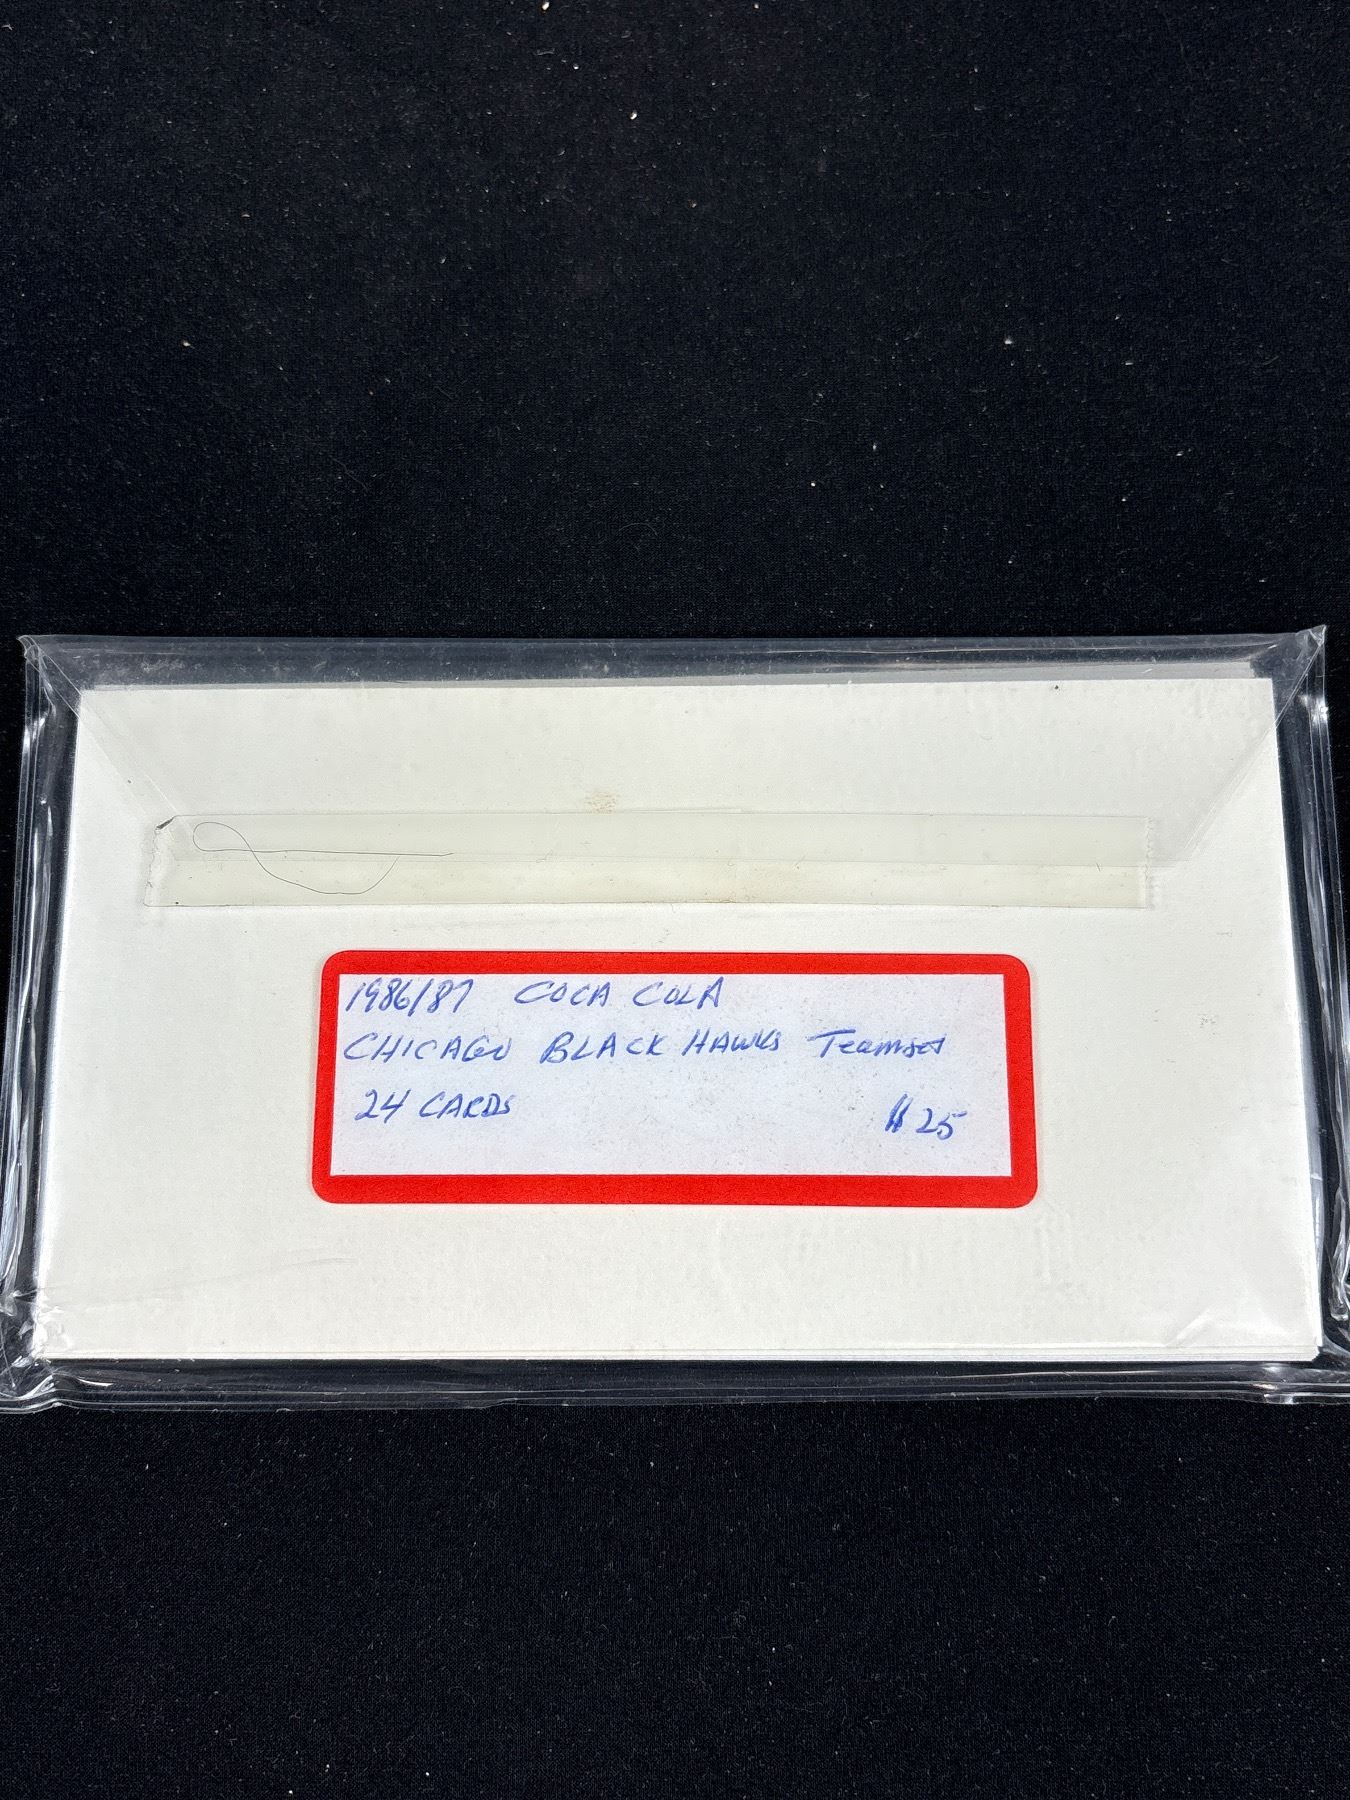 1986/87 COCA COLA
CHICAGO BLACK HAWKS Teamset
24 CARDS
$25